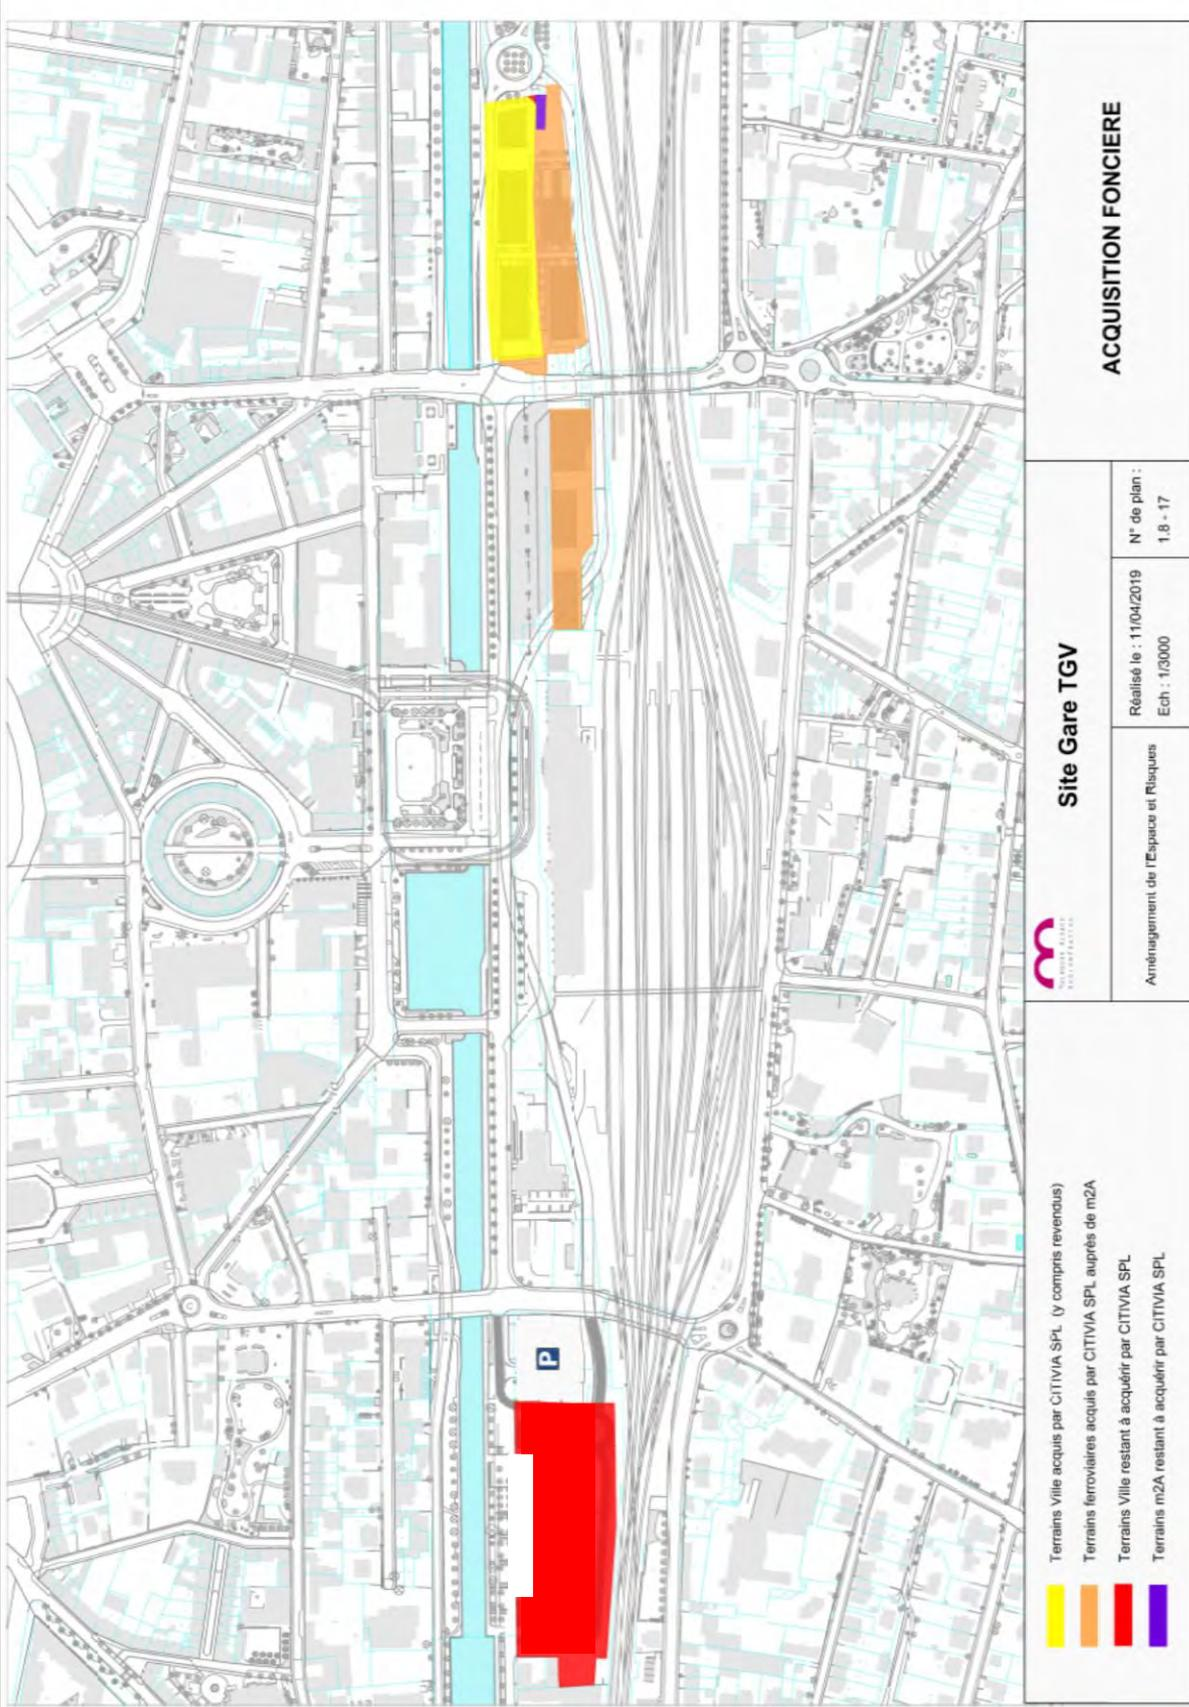 P
Terrains Ville acquis par CITIVIA SPL (y compris revendus)
Terrains ferroviaires acquis par CITIVIA SPL auprès de m2A
Terrains Ville restant à acquérir par CITIVIA SPL
Terrains m2A restant à acquérir par CITIVIA SPL
Site Gare TGV
Aménagement de l'Espace et Risques
Réalisé le : 11/04/2019
Ech : 1/3000
N° de plan :
1.8 - 17
ACQUISITION FONCIERE